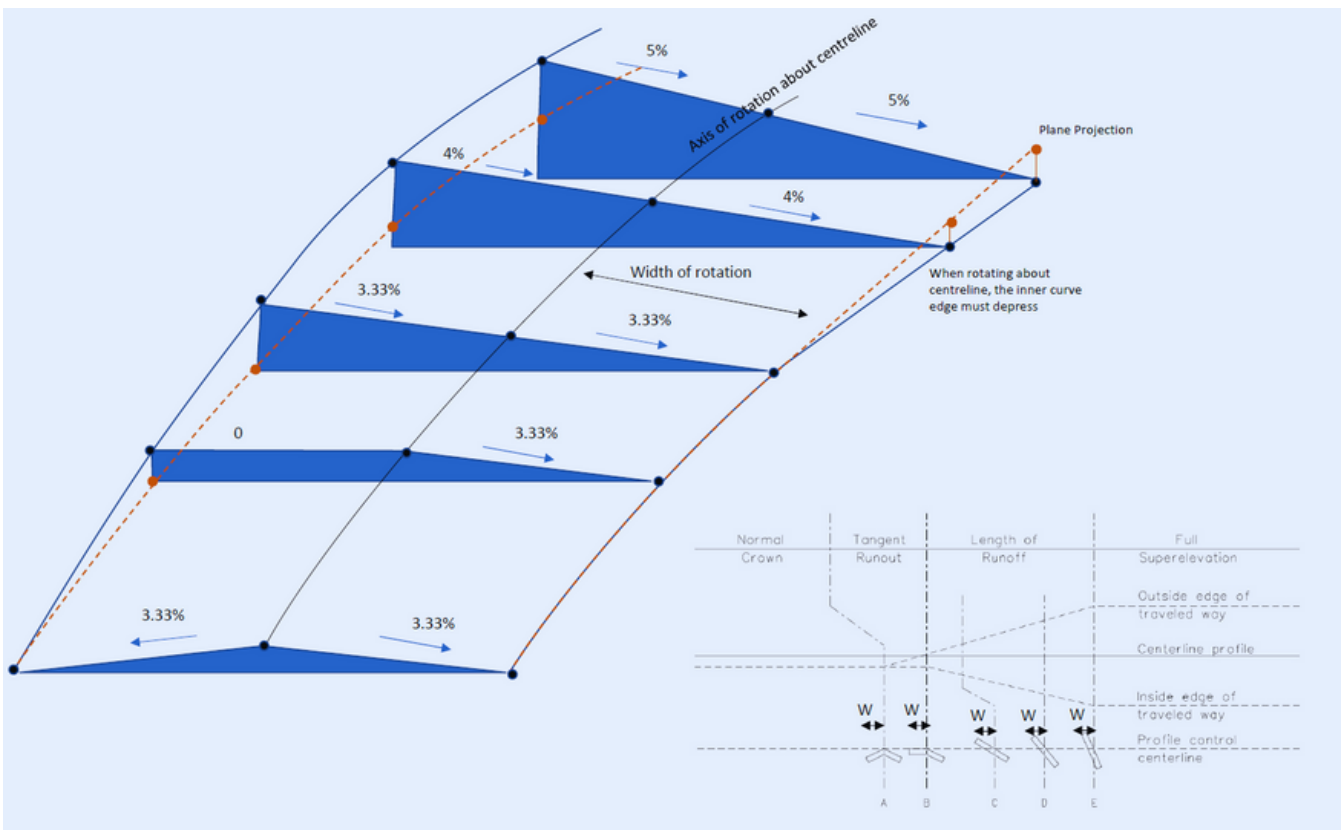 5%
Axis of rotation about centreline
5%
Plane Projection
4%
4%
When rotating about
centreline, the inner curve
edge must depress
Width of rotation
3.33%
3.33%
0
3.33%
3.33%
3.33%
Normal
Crown
Tangent
Runout
Length of
Runoff
Full
Superelevation
Outside edge of
traveled way
Centerline profile
Inside edge of
traveled way
W W W W W
Profile control
centerline
A B C D E